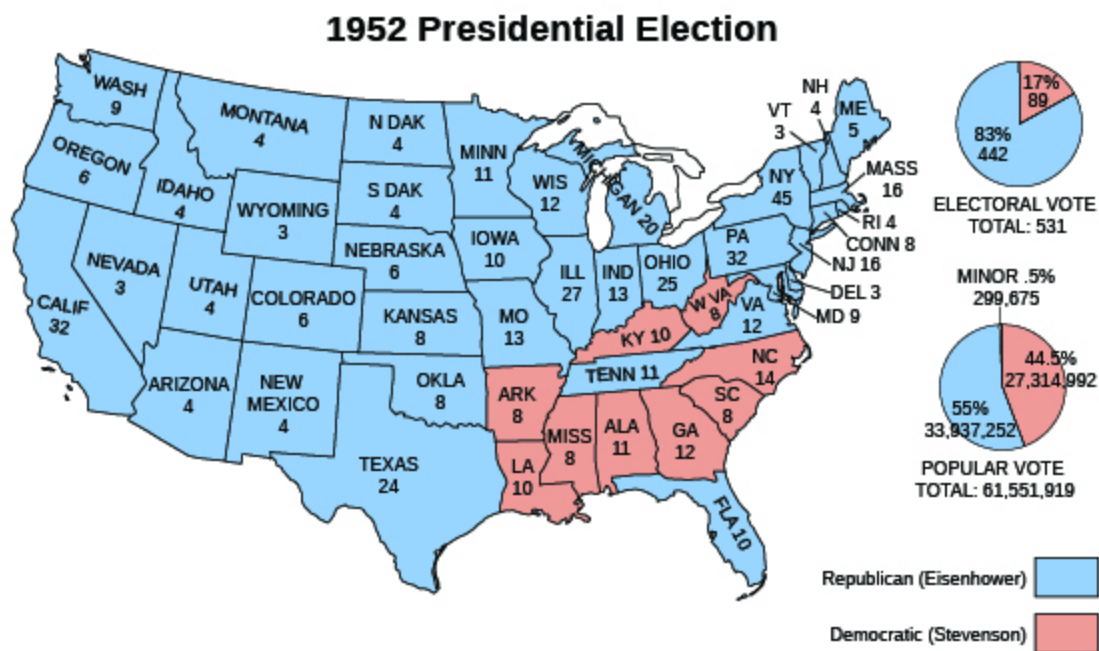 1952 Presidential Election
WASH
9
OREGON
6
CALIF
32
NEVADA
3
IDAHO
4
MONTANA
4
WYOMING
3
UTAH
4
COLORADO
6
ARIZONA
4
NEW
MEXICO
4
N DAK
4
S DAK
4
NEBRASKA
6
KANSAS
8
OKLA
8
TEXAS
24
MINN
11
IOWA
10
MO
13
ARK
8
LA
10
WIS
12
ILL
27
MICHIGAN 20
IND
13
OHIO
25
KY 10
TENN 11
MISS
8
ALA
11
GA
12
FLA 10
SC
8
NC
14
VA
12
W VA
8
PA
32
NY
45
VT
3
NH
4
ME
5
MASS
16
RI 4
CONN 8
NJ 16
DEL 3
MD 9
17%
89
83%
442
ELECTORAL VOTE
TOTAL: 531
MINOR .5%
299,675
44.5%
27,314,992
55%
33,937,252
POPULAR VOTE
TOTAL: 61,551,919
Republican (Eisenhower)
Democratic (Stevenson)